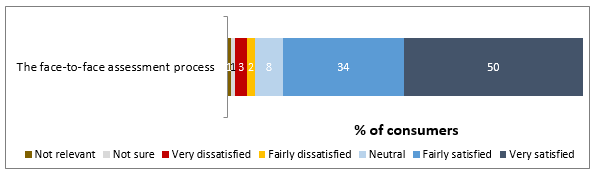 The face-to-face assessment process 1 1 3 2 8 34 50
% of consumers
Not relevant Not sure Very dissatisfied Fairly dissatisfied Neutral Fairly satisfied Very satisfied